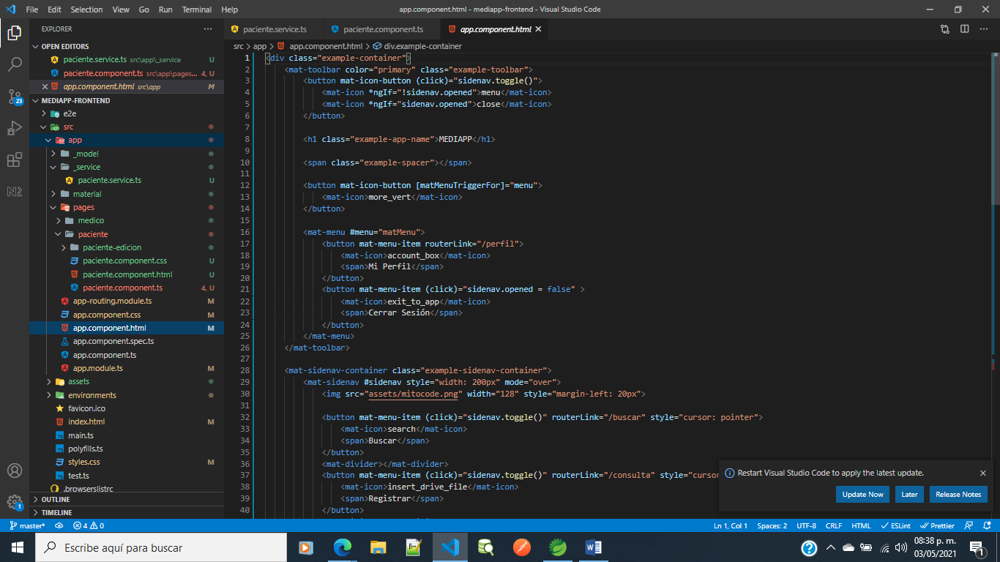 File Edit Selection View Go Run Terminal Help
app.component.html - mediapp-frontend - Visual Studio Code
EXPLORER
OPEN EDITORS
paciente.service.ts src\app\_service U
paciente.component.ts src\app\pages... 4, U
app.component.html src\app M
MEDIAPP-FRONTEND
e2e
src
app
_model
_service
paciente.service.ts U
material
pages
medico
paciente
paciente-edicion
paciente.component.css U
paciente.component.html U
paciente.component.ts 4, U
app-routing.module.ts M
app.component.css M
app.component.html M
app.component.spec.ts
app.component.ts
app.module.ts M
assets
environments
favicon.ico
index.html M
main.ts
polyfills.ts
styles.css M
test.ts
.browserslistrc
OUTLINE
TIMELINE
23
1
paciente.service.ts paciente.component.ts app.component.html
src > app > app.component.html > div.example-container
1 <div class="example-container">
2 <mat-toolbar color="primary" class="example-toolbar">
3 <button mat-icon-button (click)="sidenav.toggle()">
4 <mat-icon *ngIf="!sidenav.opened">menu</mat-icon>
5 <mat-icon *ngIf="sidenav.opened">close</mat-icon>
6 </button>
7
8 <h1 class="example-app-name">MEDIAPP</h1>
9
10 <span class="example-spacer"></span>
11
12 <button mat-icon-button [matMenuTriggerFor]="menu">
13 <mat-icon>more_vert</mat-icon>
14 </button>
15
16 <mat-menu #menu="matMenu">
17 <button mat-menu-item routerLink="/perfil">
18 <mat-icon>account_box</mat-icon>
19 <span>Mi Perfil</span>
20 </button>
21 <button mat-menu-item (click)="sidenav.opened = false" >
22 <mat-icon>exit_to_app</mat-icon>
23 <span>Cerrar Sesión</span>
24 </button>
25 </mat-menu>
26 </mat-toolbar>
27
28 <mat-sidenav-container class="example-sidenav-container">
29 <mat-sidenav #sidenav style="width: 200px" mode="over">
30 <img src="assets/mitocode.png" width="128" style="margin-left: 20px">
31
32 <button mat-menu-item (click)="sidenav.toggle()" routerLink="/buscar" style="cursor: pointer">
33 <mat-icon>search</mat-icon>
34 <span>Buscar</span>
35 </button>
36 <mat-divider></mat-divider>
37 <button mat-menu-item (click)="sidenav.toggle()" routerLink="/consulta" style="cursor
38 <mat-icon>insert_drive_file</mat-icon>
39 <span>Registrar</span>
40 </button>
Restart Visual Studio Code to apply the latest update.
Update Now Later Release Notes
master* 4 0
Ln 1, Col 1 Spaces: 2 UTF-8 CRLF HTML ESLint Prettier
Escribe aquí para buscar
08:38 p. m.
03/05/2021
1